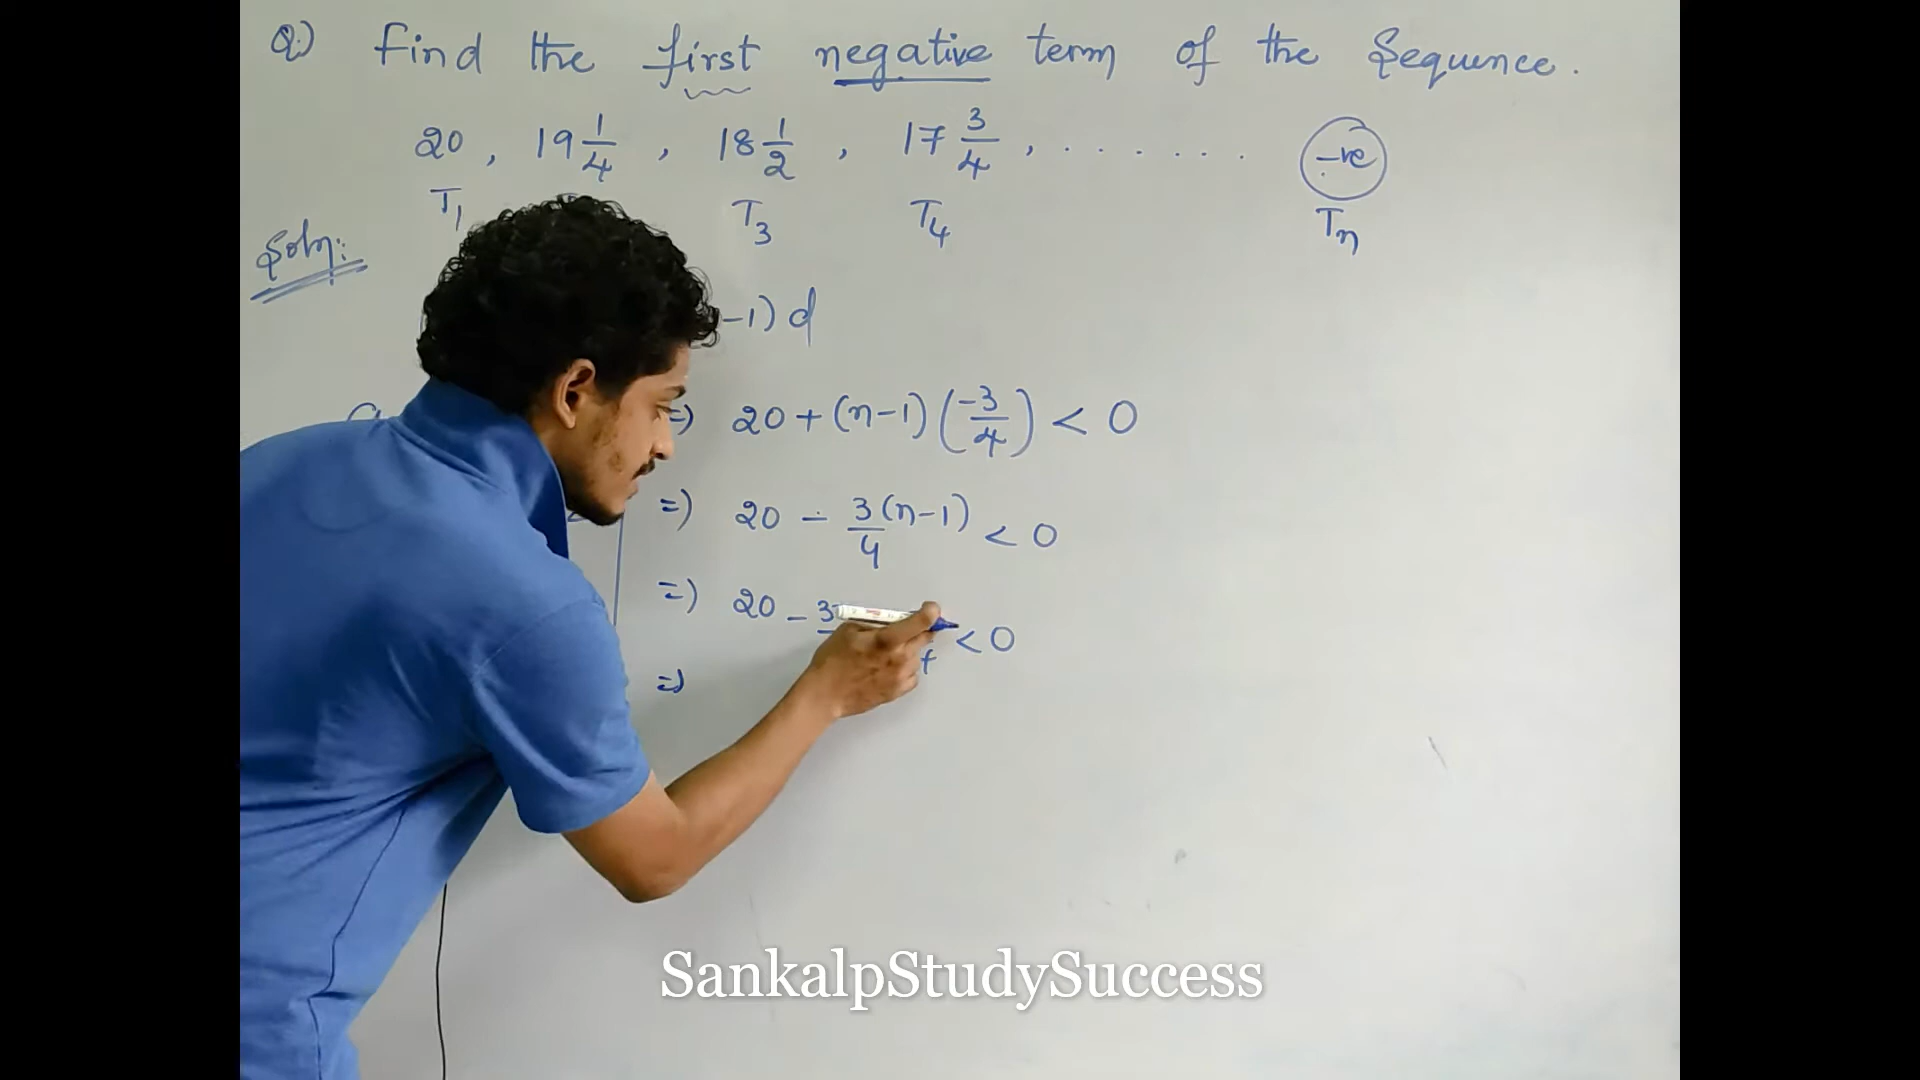 Q) Find the first negative term of the Sequence.
20, 19 1/4, 18 1/2, 17 3/4, ....... -ve
T1 T3 T4 Tn
Soln:
-1)d
=) 20+(n-1)(-3/4) < 0
=) 20 - 3(n-1)/4 < 0
=) 20 - 3 < 0
=)
SankalpStudySuccess